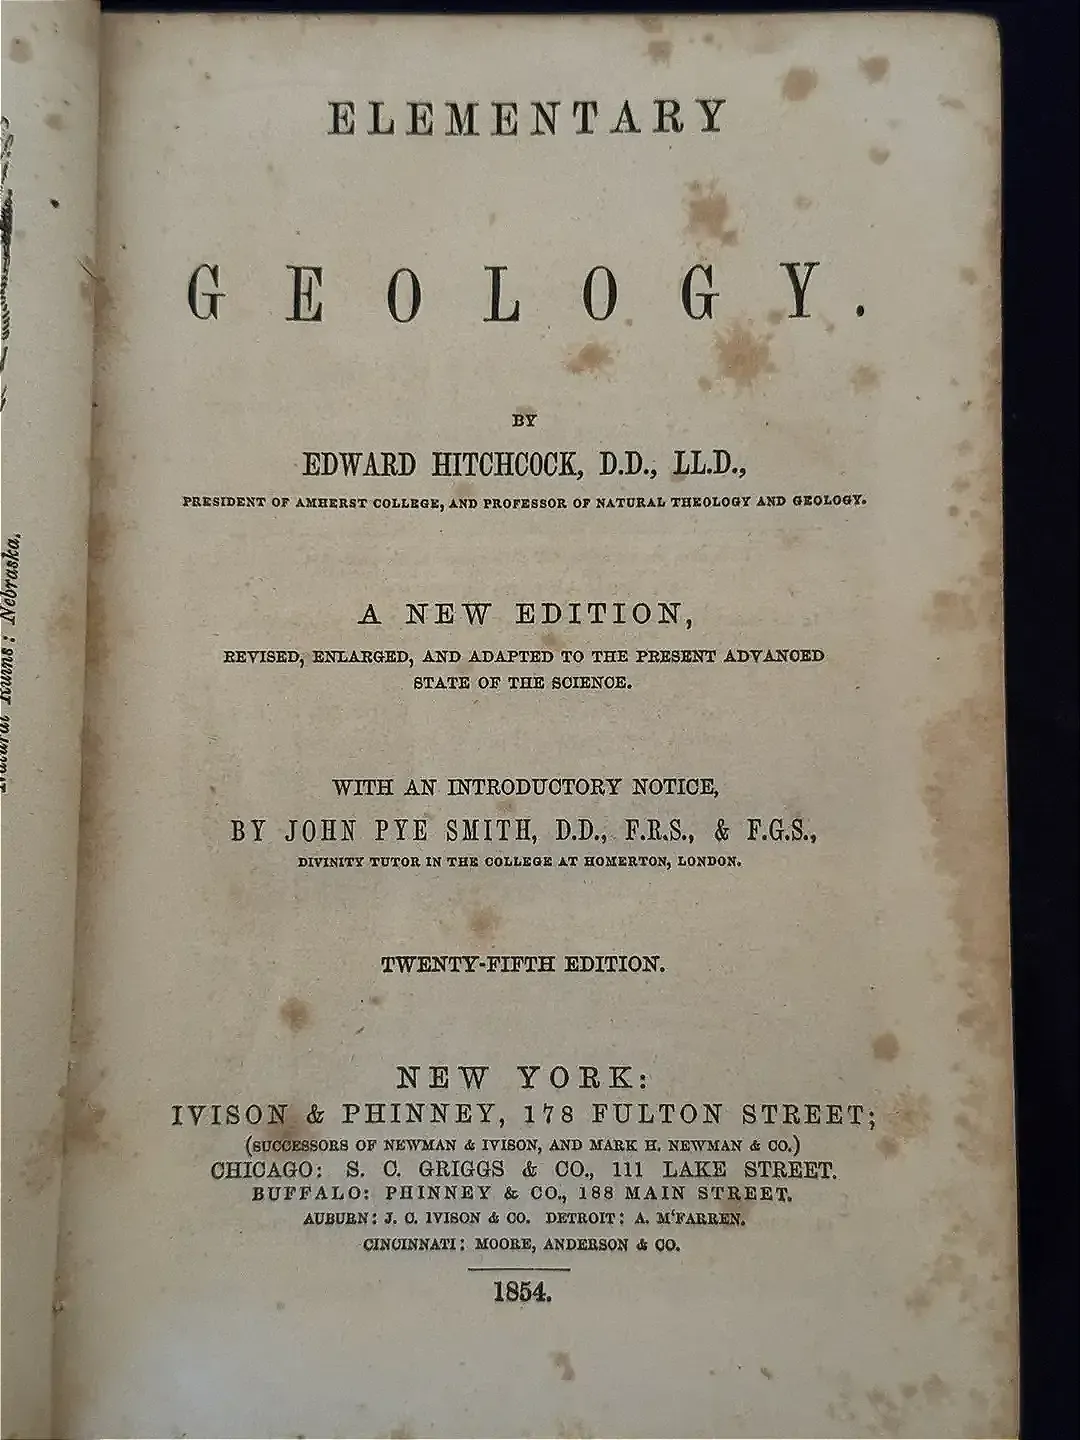 ELEMENTARY
GEOLOGY.
BY
EDWARD HITCHCOCK, D.D., LL.D.,
PRESIDENT OF AMHERST COLLEGE, AND PROFESSOR OF NATURAL THEOLOGY AND GEOLOGY.
A NEW EDITION,
REVISED, ENLARGED, AND ADAPTED TO THE PRESENT ADVANCED
STATE OF THE SCIENCE.
WITH AN INTRODUCTORY NOTICE,
BY JOHN PYE SMITH, D.D., F.R.S., & F.G.S.,
DIVINITY TUTOR IN THE COLLEGE AT HOMERTON, LONDON.
TWENTY-FIFTH EDITION.
NEW YORK:
IVISON & PHINNEY, 178 FULTON STREET;
(SUCCESSORS OF NEWMAN & IVISON, AND MARK H. NEWMAN & CO.)
CHICAGO: S. C. GRIGGS & CO., 111 LAKE STREET.
BUFFALO: PHINNEY & CO., 188 MAIN STREET.
AUBURN: J. C. IVISON & CO. DETROIT: A. M‘FARREN.
CINCINNATI: MOORE, ANDERSON & CO.
1854.
Natural Ruins: Nebraska.